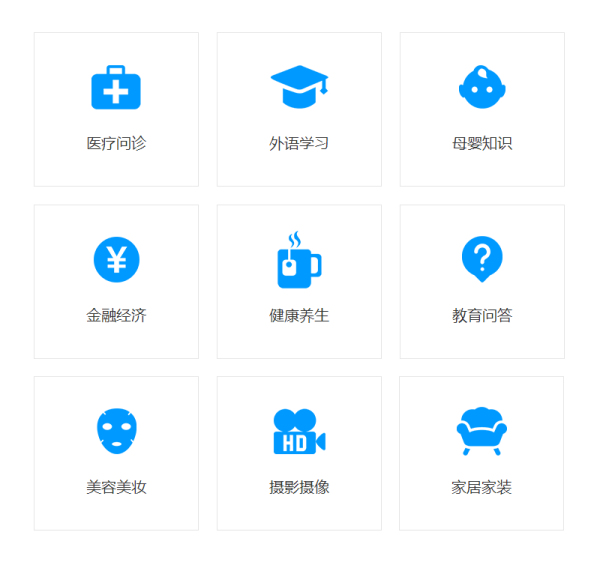 医疗问诊
外语学习
母婴知识
¥
金融经济
?
健康养生
教育问答
美容美妆
HD
摄影摄像
家居家装